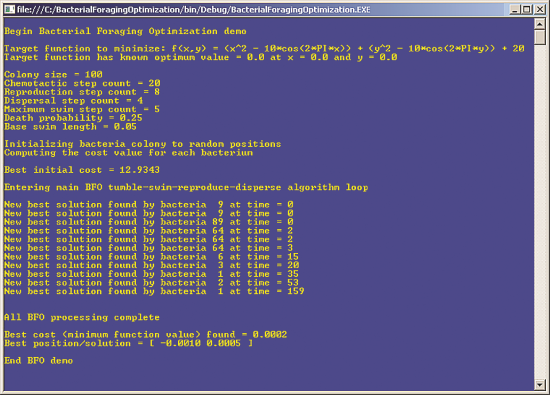 file:///C:/BacterialForagingOptimization/bin/Debug/BacterialForagingOptimization.EXE
Begin Bacterial Foraging Optimization demo
Target function to minimize: f(x,y) = (x^2 - 10*cos(2*PI*x)) + (y^2 - 10*cos(2*PI*y)) + 20
Target function has known optimum value = 0.0 at x = 0.0 and y = 0.0
Colony size = 100
Chemotactic step count = 20
Reproduction step count = 8
Dispersal step count = 4
Maximum swim step count = 5
Death probability = 0.25
Base swim length = 0.05
Initializing bacteria colony to random positions
Computing the cost value for each bacterium
Best initial cost = 12.9343
Entering main BFO tumble-swim-reproduce-disperse algorithm loop
New best solution found by bacteria  9 at time = 0
New best solution found by bacteria  9 at time = 0
New best solution found by bacteria 89 at time = 0
New best solution found by bacteria 64 at time = 2
New best solution found by bacteria 64 at time = 2
New best solution found by bacteria 64 at time = 3
New best solution found by bacteria  6 at time = 15
New best solution found by bacteria  3 at time = 20
New best solution found by bacteria  1 at time = 35
New best solution found by bacteria  2 at time = 53
New best solution found by bacteria  1 at time = 159
All BFO processing complete
Best cost (minimum function value) found = 0.0002
Best position/solution = [ -0.0010 0.0005 ]
End BFO demo